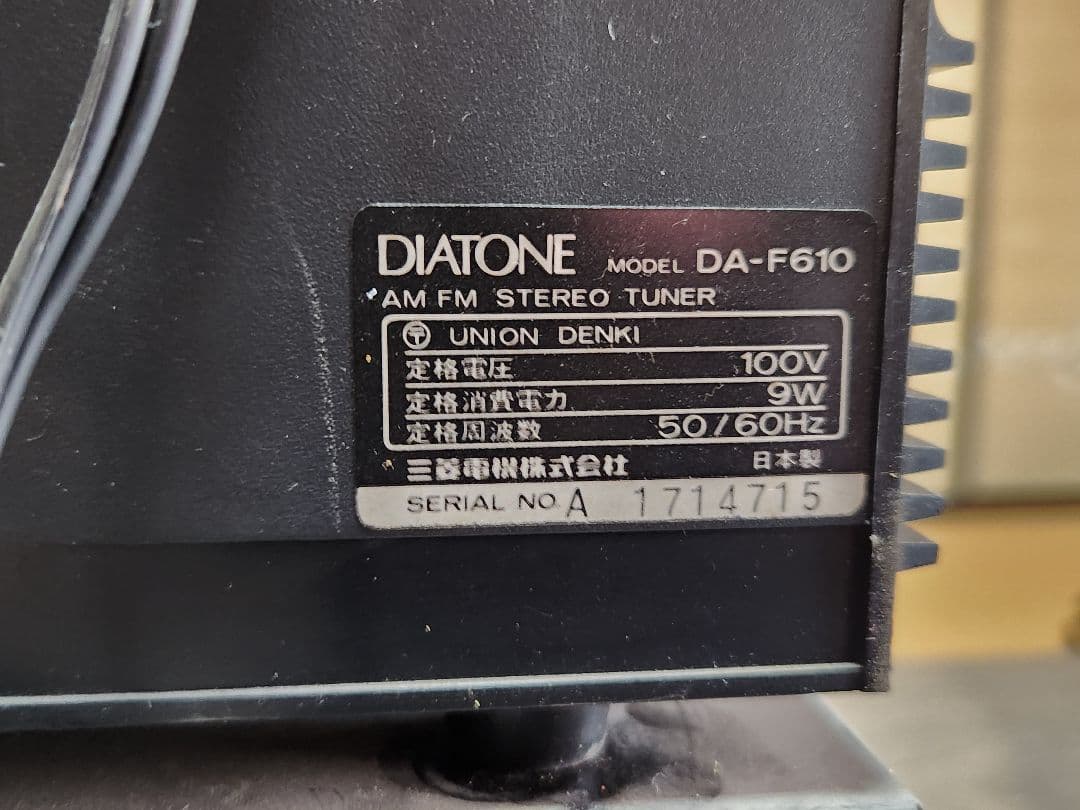 DIATONE MODEL DA-F610
AM FM STEREO TUNER
〒 UNION DENKI
定格電圧 100V
定格消費電力 9W
定格周波数 50/60Hz
三菱電機株式会社 日本製
SERIAL NO. A 1714715